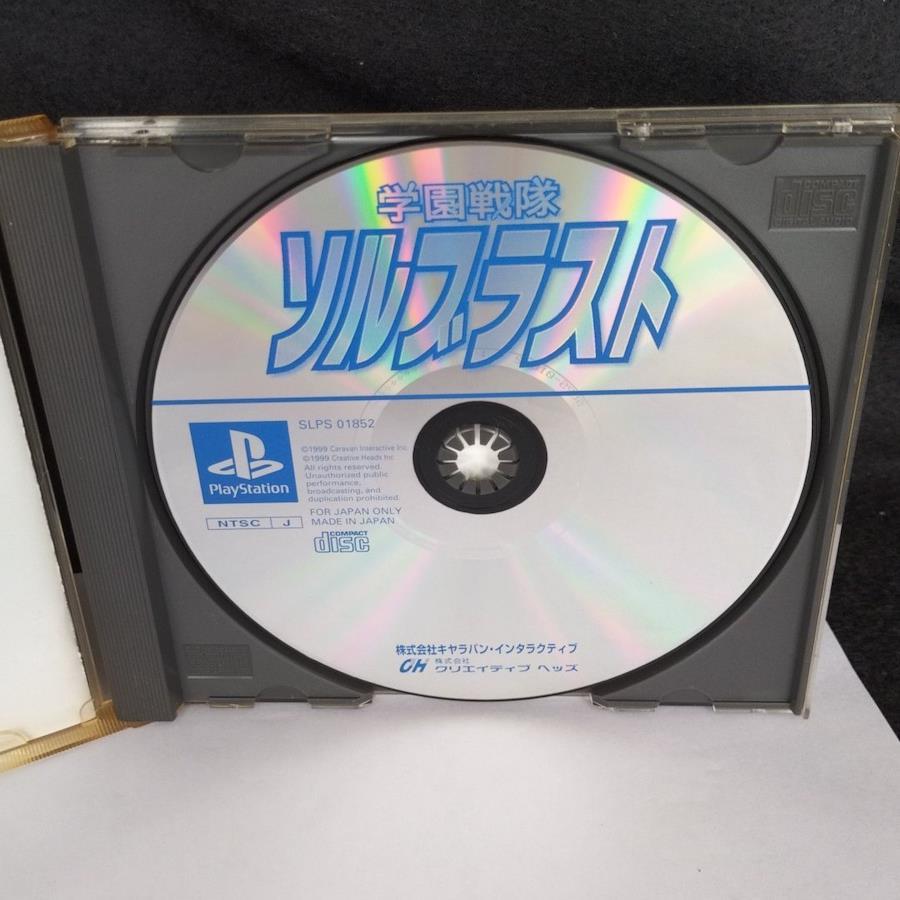 学園戦隊
ソルブラスト
SLPS 01852
PlayStation
©1999 Caravan Interactive Inc.
©1999 Creative Heads Inc
All rights reserved.
Unauthorized public
performance,
broadcasting, and
duplication prohibited.
FOR JAPAN ONLY
MADE IN JAPAN
NTSC J
COMPACT
disc
株式会社キャラバン・インタラクティブ
CH 株式会社
クリエイティブ ヘッズ
COMPACT
disc